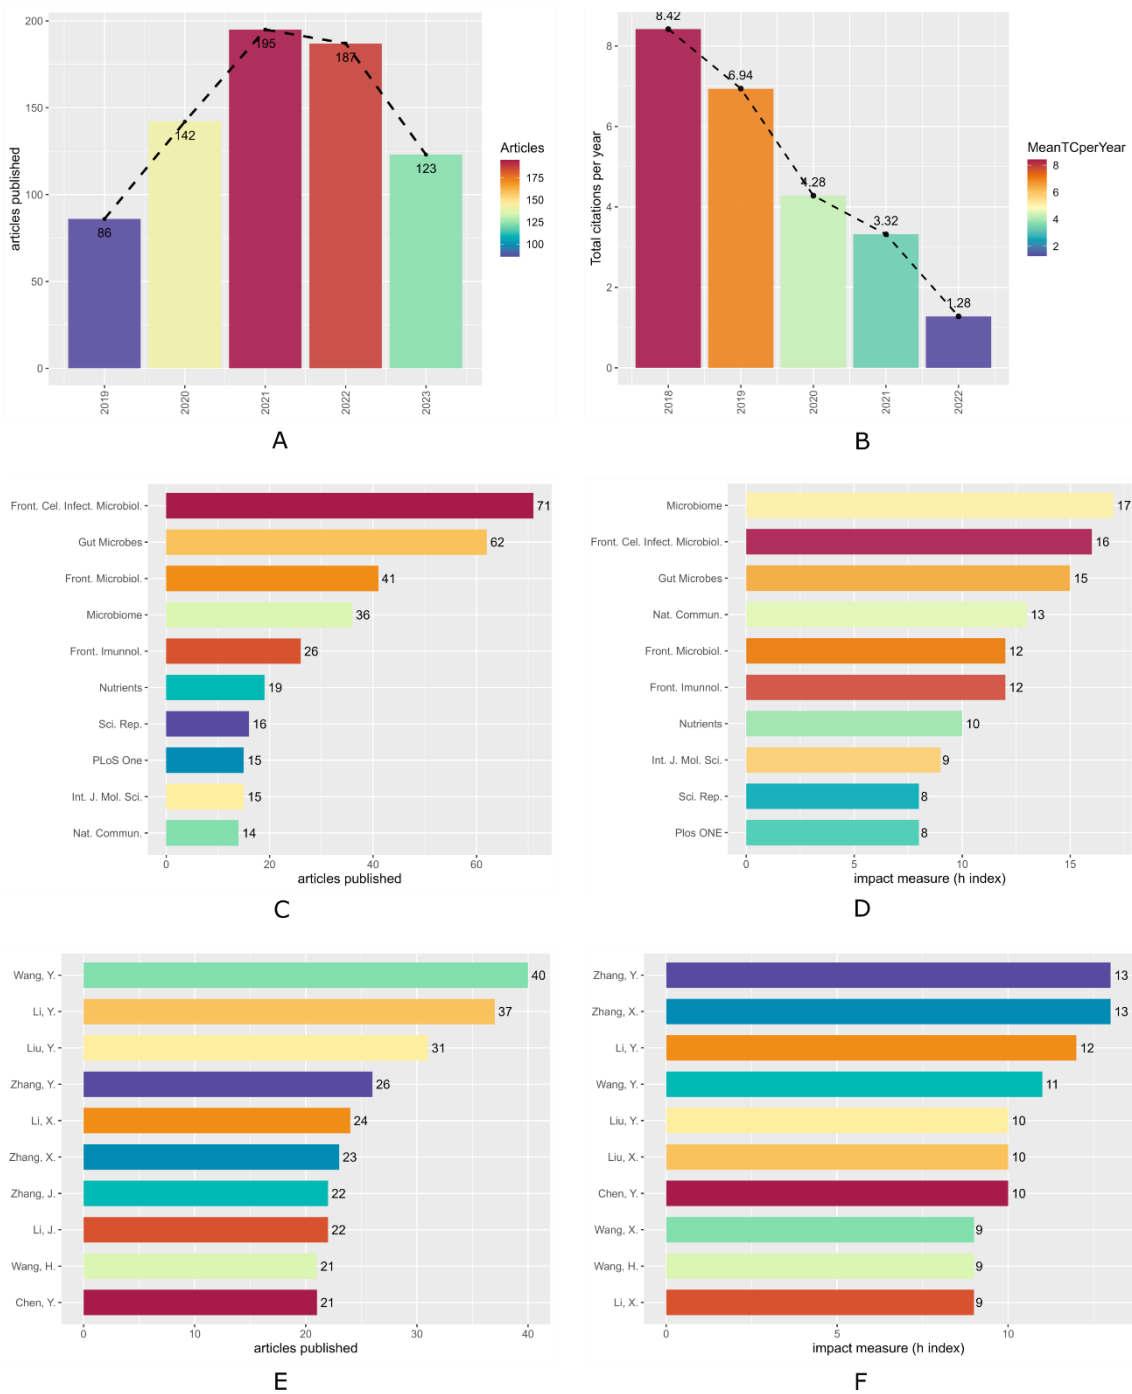 200
150
100
50
0
articles published
86
142
195
187
123
2019
2020
2021
2022
2023
Articles
175
150
125
100
A
8
6
4
2
0
Total citations per year
8.42
6.94
4.28
3.32
1.28
2018
2019
2020
2021
2022
MeanTCperYear
8
6
4
2
B
Front. Cel. Infect. Microbiol. 71
Gut Microbes 62
Front. Microbiol. 41
Microbiome 36
Front. Imunnol. 26
Nutrients 19
Sci. Rep. 16
PLoS One 15
Int. J. Mol. Sci. 15
Nat. Commun. 14
0 20 40 60
articles published
C
Microbiome 17
Front. Cel. Infect. Microbiol. 16
Gut Microbes 15
Nat. Commun. 13
Front. Microbiol. 12
Front. Imunnol. 12
Nutrients 10
Int. J. Mol. Sci. 9
Sci. Rep. 8
Plos ONE 8
0 5 10 15
impact measure (h index)
D
Wang, Y. 40
Li, Y. 37
Liu, Y. 31
Zhang, Y. 26
Li, X. 24
Zhang, X. 23
Zhang, J. 22
Li, J. 22
Wang, H. 21
Chen, Y. 21
0 10 20 30 40
articles published
E
Zhang, Y. 13
Zhang, X. 13
Li, Y. 12
Wang, Y. 11
Liu, Y. 10
Liu, X. 10
Chen, Y. 10
Wang, X. 9
Wang, H. 9
Li, X. 9
0 5 10
impact measure (h index)
F